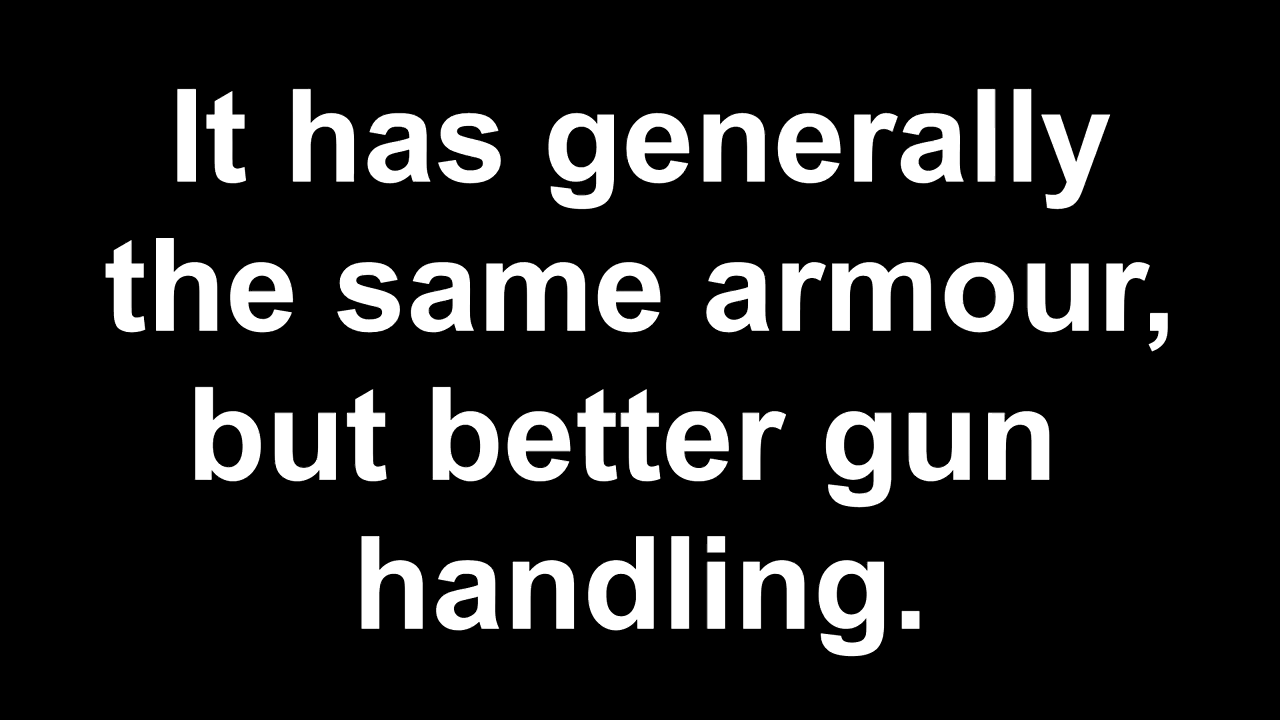 It has generally
the same armour,
but better gun
handling.